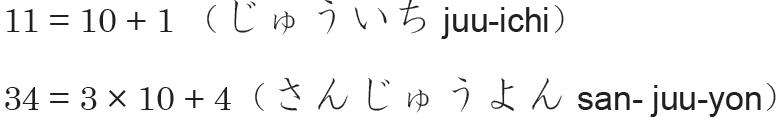 11 = 10 + 1 （じゅういち juu-ichi）
34 = 3 × 10 + 4（さんじゅうよん san- juu-yon）